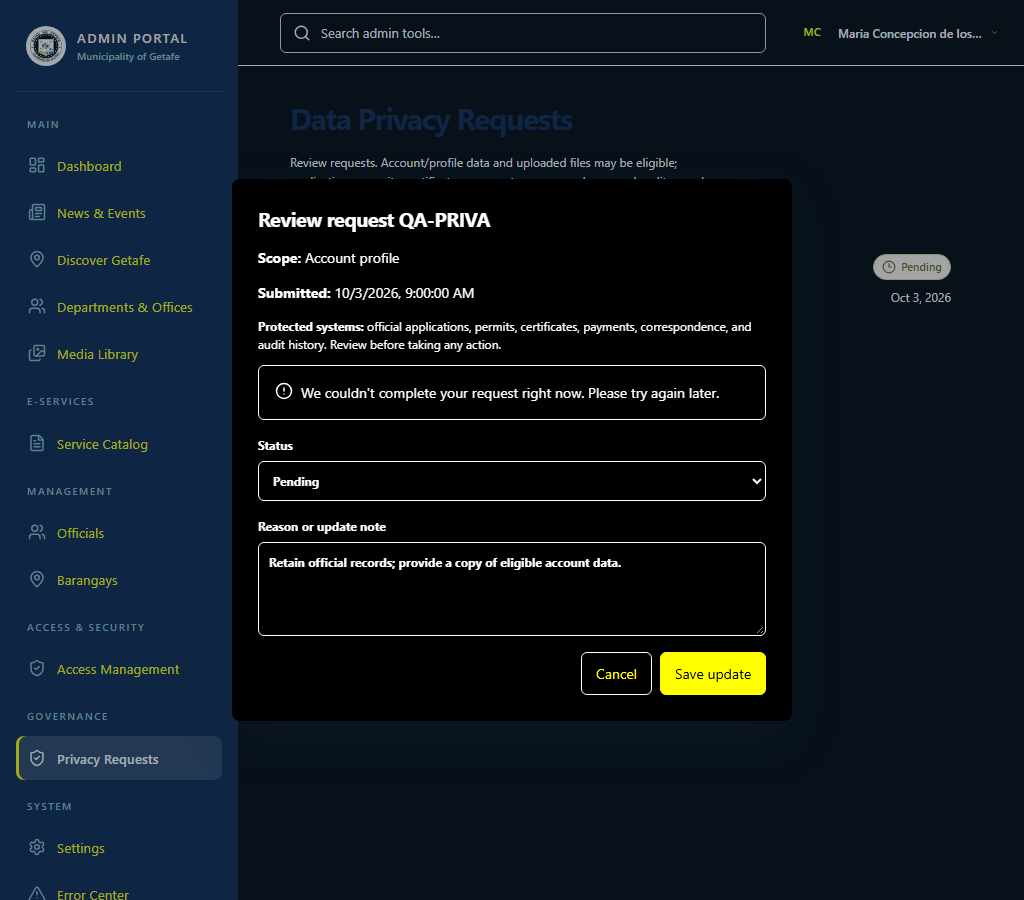 ADMIN PORTAL
Municipality of Getafe
Search admin tools...
MC
Maria Concepcion de los...
MAIN
Dashboard
News & Events
Discover Getafe
Departments & Offices
Media Library
E-SERVICES
Service Catalog
MANAGEMENT
Officials
Barangays
ACCESS & SECURITY
Access Management
GOVERNANCE
Privacy Requests
SYSTEM
Settings
Error Center
Data Privacy Requests
Review requests. Account/profile data and uploaded files may be eligible;
Pending
Oct 3, 2026
Review request QA-PRIVA
Scope: Account profile
Submitted: 10/3/2026, 9:00:00 AM
Protected systems: official applications, permits, certificates, payments, correspondence, and
audit history. Review before taking any action.
We couldn't complete your request right now. Please try again later.
Status
Pending
Reason or update note
Retain official records; provide a copy of eligible account data.
Cancel
Save update